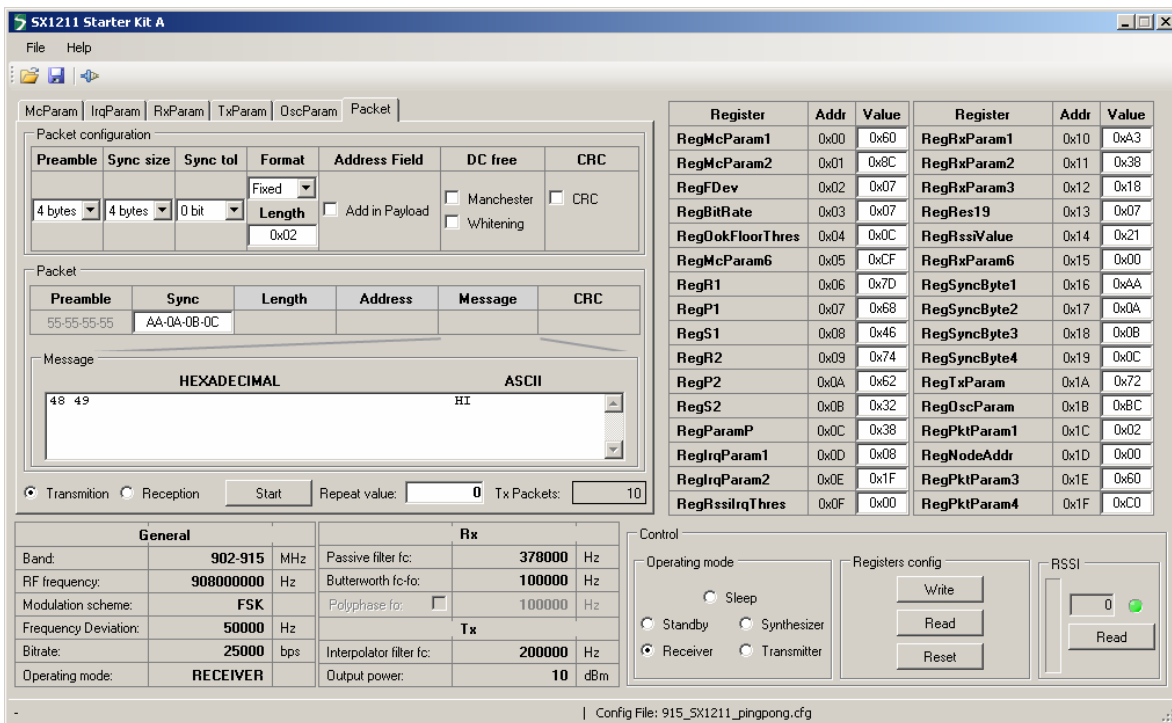 SX1211 Starter Kit A
File Help
McParam IrqParam RxParam TxParam OscParam Packet
Packet configuration
Preamble Sync size Sync tol Format Address Field DC free CRC
4 bytes 4 bytes 0 bit Fixed Add in Payload Manchester CRC
Length Whitening
0x02
Packet
Preamble Sync Length Address Message CRC
55-55-55-55 AA-0A-0B-0C
Message
HEXADECIMAL ASCII
48 49 HI
Transmition Reception Start Repeat value: 0 Tx Packets: 10
Register Addr Value Register Addr Value
RegMcParam1 0x00 0x60 RegRxParam1 0x10 0xA3
RegMcParam2 0x01 0x8C RegRxParam2 0x11 0x38
RegFDev 0x02 0x07 RegRxParam3 0x12 0x18
RegBitRate 0x03 0x07 RegRes19 0x13 0x07
RegOokFloorThres 0x04 0x0C RegRssiValue 0x14 0x21
RegMcParam6 0x05 0xCF RegRxParam6 0x15 0x00
RegR1 0x06 0x7D RegSyncByte1 0x16 0xAA
RegP1 0x07 0x68 RegSyncByte2 0x17 0x0A
RegS1 0x08 0x46 RegSyncByte3 0x18 0x0B
RegR2 0x09 0x74 RegSyncByte4 0x19 0x0C
RegP2 0x0A 0x62 RegTxParam 0x1A 0x72
RegS2 0x0B 0x32 RegOscParam 0x1B 0xBC
RegParamP 0x0C 0x38 RegPktParam1 0x1C 0x02
RegIrqParam1 0x0D 0x08 RegNodeAddr 0x1D 0x00
RegIrqParam2 0x0E 0x1F RegPktParam3 0x1E 0x60
RegRssiIrqThres 0x0F 0x00 RegPktParam4 0x1F 0xC0
General
Band: 902-915 MHz
RF frequency: 908000000 Hz
Modulation scheme: FSK
Frequency Deviation: 50000 Hz
Bitrate: 25000 bps
Operating mode: RECEIVER
Rx
Passive filter fc: 378000 Hz
Butterworth fc-fo: 100000 Hz
Polyphase fo: 100000 Hz
Tx
Interpolator filter fc: 200000 Hz
Output power: 10 dBm
Control
Operating mode
Sleep
Standby Synthesizer
Receiver Transmitter
Registers config
Write
Read
Reset
RSSI
0
Read
- | Config File: 915_SX1211_pingpong.cfg